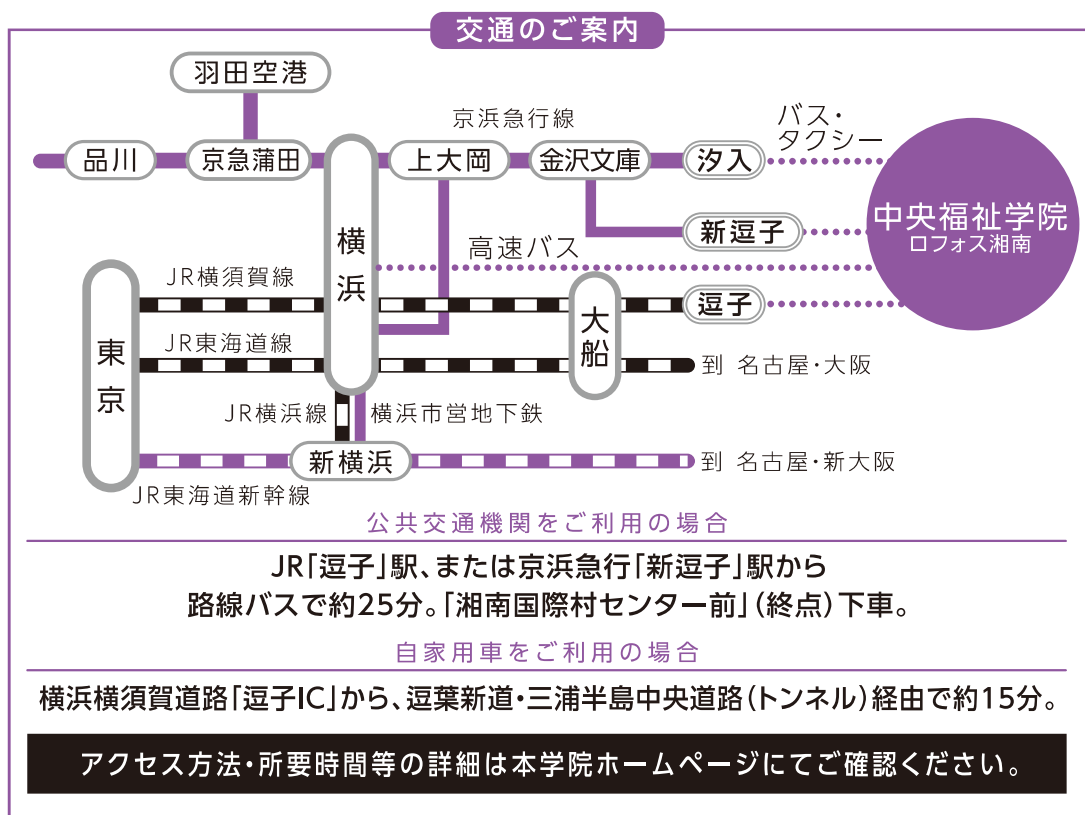 交通のご案内
羽田空港
京浜急行線
バス・
タクシー
品川
京急蒲田
上大岡
金沢文庫
汐入
横浜
新逗子
中央福祉学院
ロフォス湘南
高速バス
JR横須賀線
逗子
大船
東京
JR東海道線
到 名古屋・大阪
JR横浜線
横浜市営地下鉄
新横浜
到 名古屋・新大阪
JR東海道新幹線
公共交通機関をご利用の場合
JR「逗子」駅、または京浜急行「新逗子」駅から
路線バスで約25分。「湘南国際村センター前」（終点）下車。
自家用車をご利用の場合
横浜横須賀道路「逗子IC」から、逗葉新道・三浦半島中央道路（トンネル）経由で約15分。
アクセス方法・所要時間等の詳細は本学院ホームページにてご確認ください。